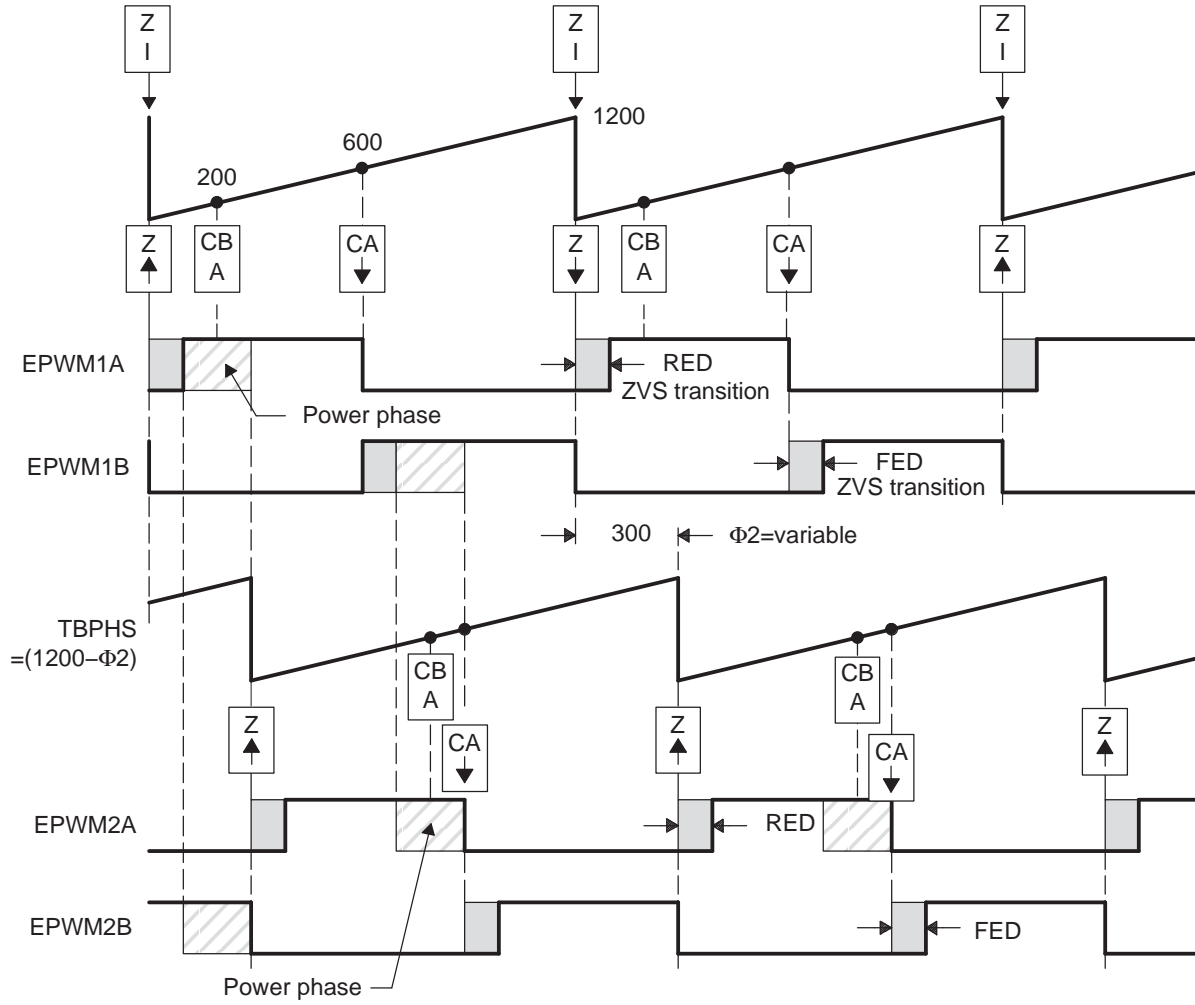 Z
I
Z
I
Z
I
1200
600
200
Z
CB
A
CA
Z
CB
A
CA
Z
EPWM1A
RED
ZVS transition
Power phase
EPWM1B
FED
ZVS transition
300
Φ2=variable
TBPHS
=(1200−Φ2)
CB
A
CB
A
Z
CA
Z
CA
Z
EPWM2A
RED
EPWM2B
FED
Power phase